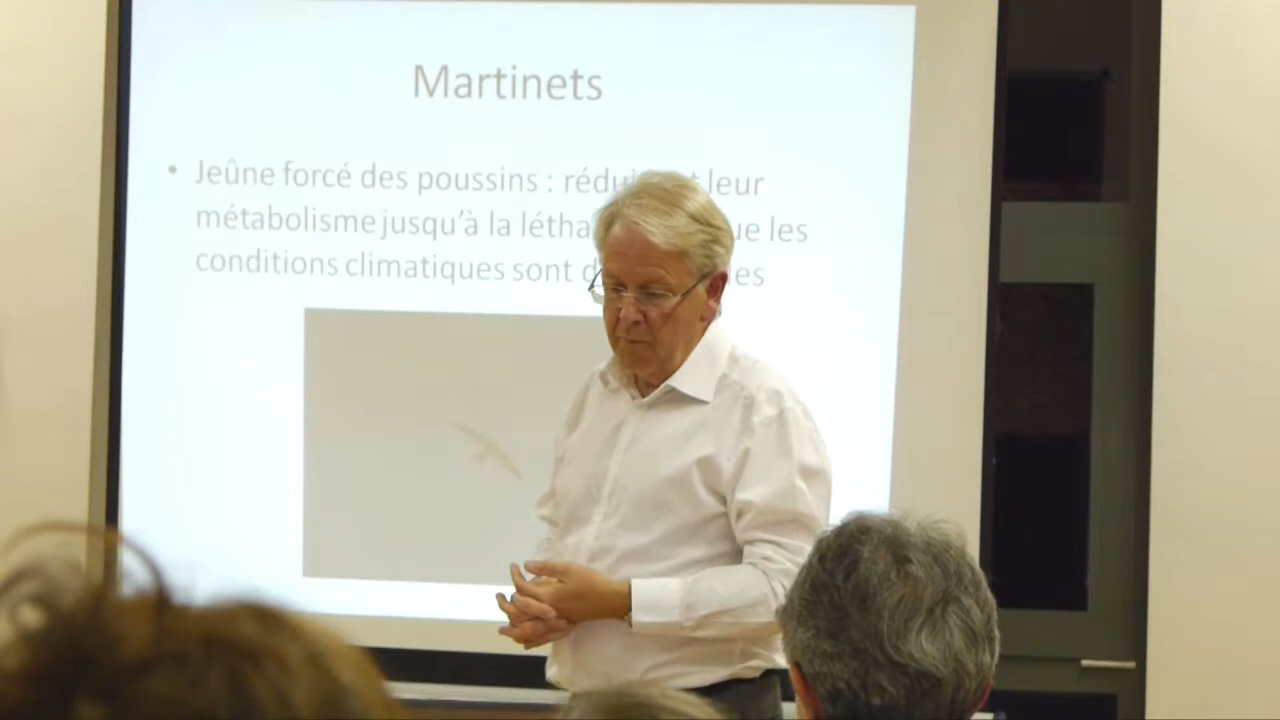 Martinets
• Jeûne forcé des poussins : leur
métabolisme jusqu'à la les
conditions climatiques sont